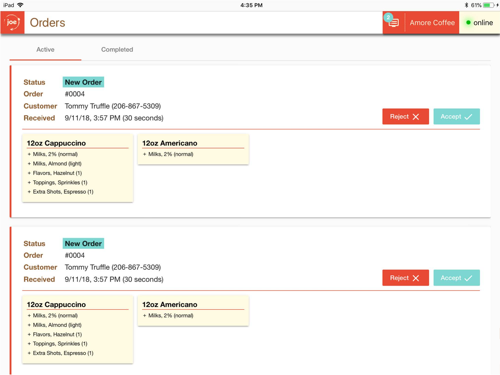 iPad
4:35 PM
61%
joe
Orders
2
Amore Coffee
online
Active
Completed
Status New Order
Order #0004
Customer Tommy Truffle (206-867-5309)
Received 9/11/18, 3:57 PM (30 seconds)
Reject
Accept
12oz Cappuccino
+ Milks, 2% (normal)
+ Milks, Almond (light)
+ Flavors, Hazelnut (1)
+ Toppings, Sprinkles (1)
+ Extra Shots, Espresso (1)
12oz Americano
+ Milks, 2% (normal)
Status New Order
Order #0004
Customer Tommy Truffle (206-867-5309)
Received 9/11/18, 3:57 PM (30 seconds)
Reject
Accept
12oz Cappuccino
+ Milks, 2% (normal)
+ Milks, Almond (light)
+ Flavors, Hazelnut (1)
+ Toppings, Sprinkles (1)
+ Extra Shots, Espresso (1)
12oz Americano
+ Milks, 2% (normal)